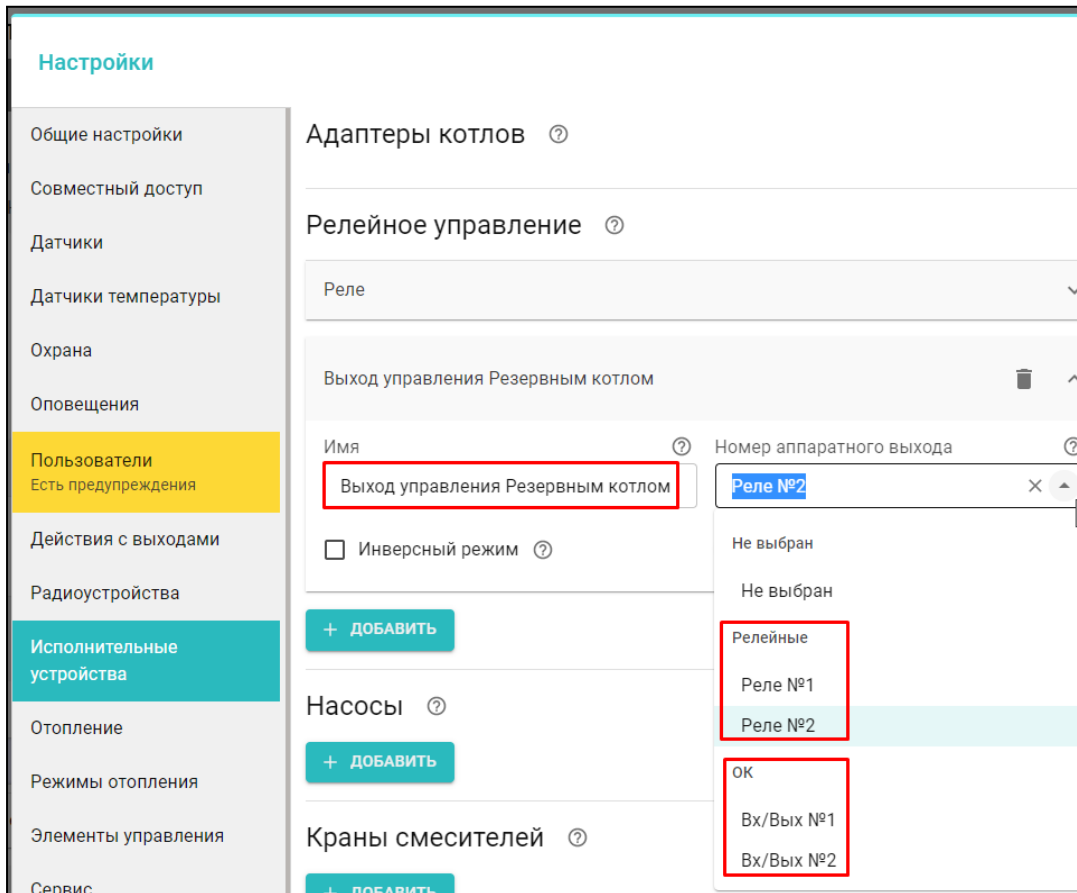 Настройки
Общие настройки
Совместный доступ
Датчики
Датчики температуры
Охрана
Оповещения
Пользователи
Есть предупреждения
Действия с выходами
Радиоустройства
Исполнительные
устройства
Отопление
Режимы отопления
Элементы управления
Сервис
Адаптеры котлов
Релейное управление
Реле
Выход управления Резервным котлом
Имя
Номер аппаратного выхода
Выход управления Резервным котлом
Реле №2
Инверсный режим
Не выбран
Не выбран
Релейные
Реле №1
Реле №2
ОК
Вх/Вых №1
Вх/Вых №2
+ ДОБАВИТЬ
Насосы
+ ДОБАВИТЬ
Краны смесителей
+ ДОБАВИТЬ